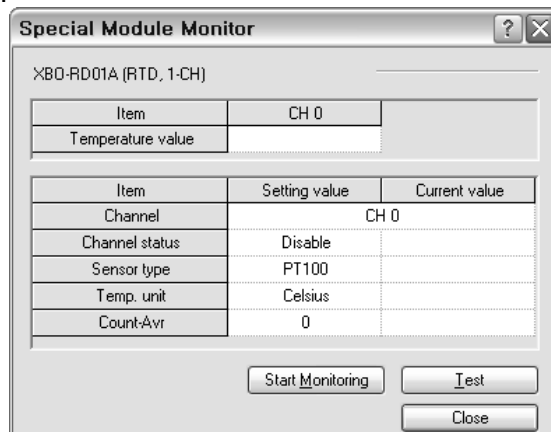 Special Module Monitor
XBO-RD01A (RTD, 1-CH)
Item CH 0
Temperature value
Item Setting value Current value
Channel CH 0
Channel status Disable
Sensor type PT100
Temp. unit Celsius
Count-Avr 0
Start Monitoring Test
Close